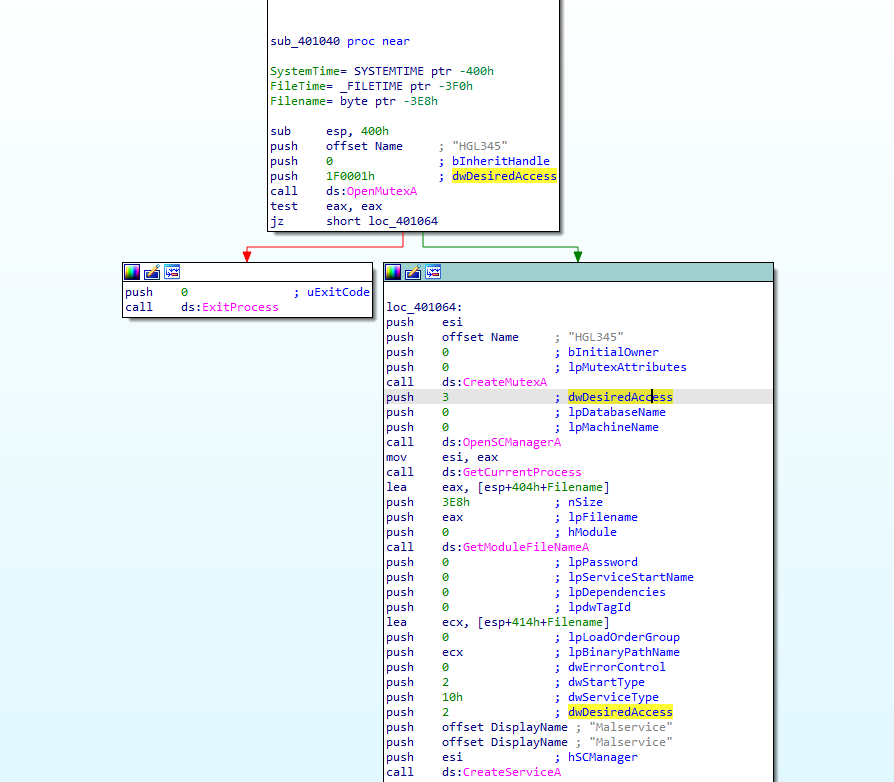 sub_401040 proc near
SystemTime= SYSTEMTIME ptr -400h
FileTime= _FILETIME ptr -3F0h
Filename= byte ptr -3E8h
sub     esp, 400h
push    offset Name     ; "HGL345"
push    0               ; bInheritHandle
push    1F0001h         ; dwDesiredAccess
call    ds:OpenMutexA
test    eax, eax
jz      short loc_401064
push    0               ; uExitCode
call    ds:ExitProcess
loc_401064:
push    esi
push    offset Name     ; "HGL345"
push    0               ; bInitialOwner
push    0               ; lpMutexAttributes
call    ds:CreateMutexA
push    3               ; dwDesiredAccess
push    0               ; lpDatabaseName
push    0               ; lpMachineName
call    ds:OpenSCManagerA
mov     esi, eax
call    ds:GetCurrentProcess
lea     eax, [esp+404h+Filename]
push    3E8h            ; nSize
push    eax             ; lpFilename
push    0               ; hModule
call    ds:GetModuleFileNameA
push    0               ; lpPassword
push    0               ; lpServiceStartName
push    0               ; lpDependencies
push    0               ; lpdwTagId
lea     ecx, [esp+414h+Filename]
push    0               ; lpLoadOrderGroup
push    ecx             ; lpBinaryPathName
push    0               ; dwErrorControl
push    2               ; dwStartType
push    10h             ; dwServiceType
push    2               ; dwDesiredAccess
push    offset DisplayName ; "Malservice"
push    offset DisplayName ; "Malservice"
push    esi             ; hSCManager
call    ds:CreateServiceA